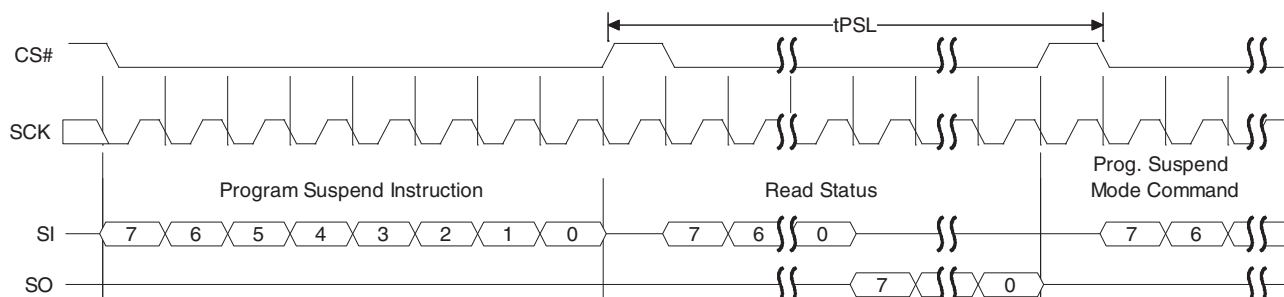 tPSL
CS#
SCK
Program Suspend Instruction
Read Status
Prog. Suspend
Mode Command
SI
7 6 5 4 3 2 1 0
7 6 0
7 6
SO
7 0